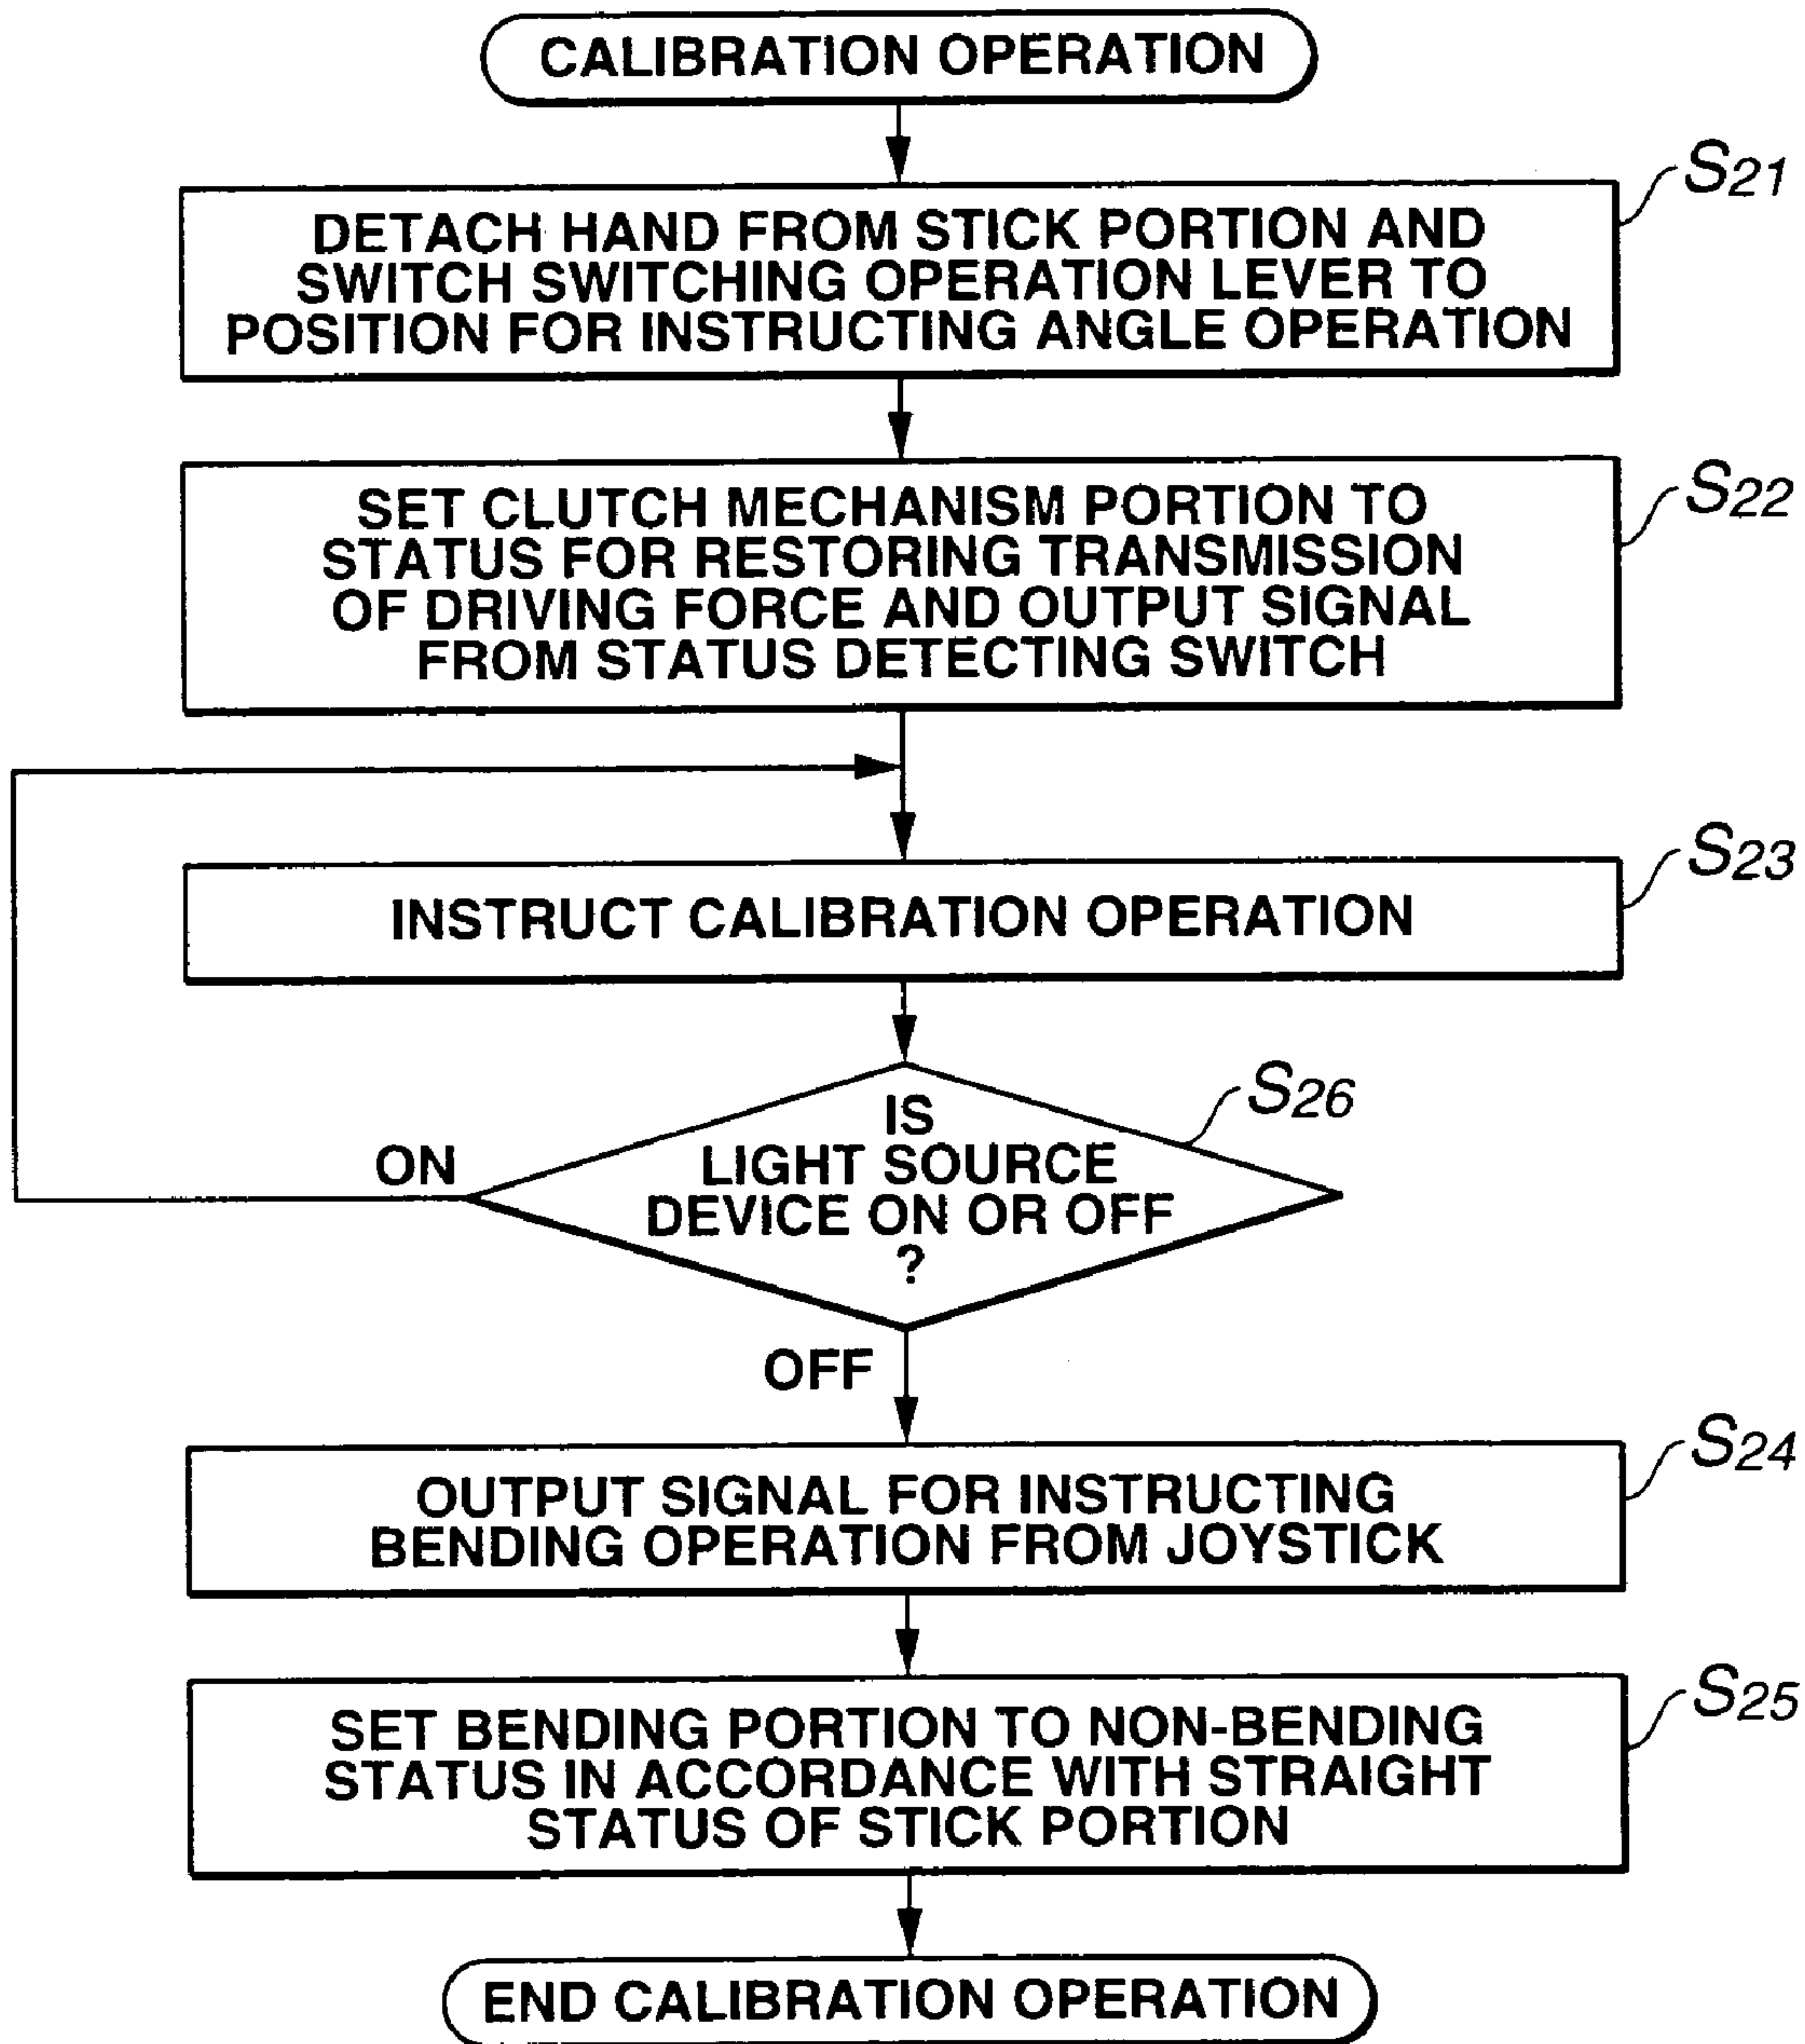 CALIBRATION OPERATION
S21
DETACH HAND FROM STICK PORTION AND
SWITCH SWITCHING OPERATION LEVER TO
POSITION FOR INSTRUCTING ANGLE OPERATION
S22
SET CLUTCH MECHANISM PORTION TO
STATUS FOR RESTORING TRANSMISSION
OF DRIVING FORCE AND OUTPUT SIGNAL
FROM STATUS DETECTING SWITCH
S23
INSTRUCT CALIBRATION OPERATION
S26
IS
LIGHT SOURCE
DEVICE ON OR OFF
?
ON
OFF
S24
OUTPUT SIGNAL FOR INSTRUCTING
BENDING OPERATION FROM JOYSTICK
S25
SET BENDING PORTION TO NON-BENDING
STATUS IN ACCORDANCE WITH STRAIGHT
STATUS OF STICK PORTION
END CALIBRATION OPERATION